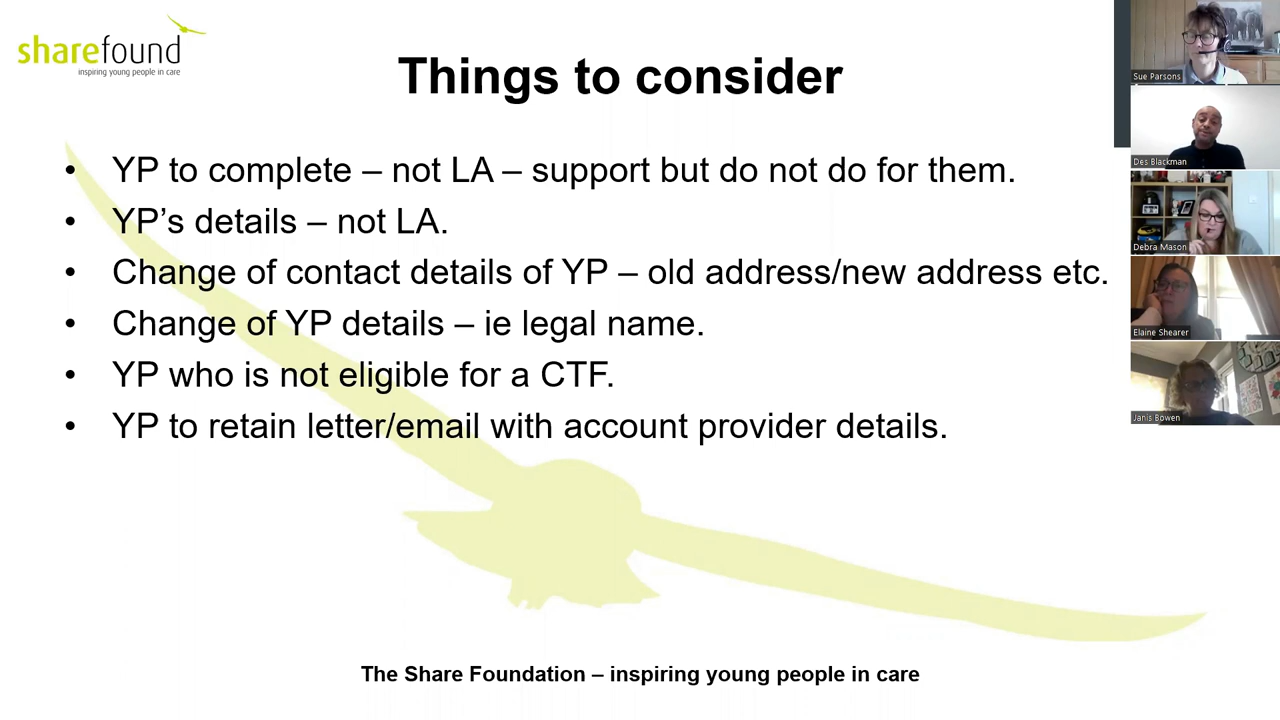 sharefound
inspiring young people in care
Things to consider
• YP to complete – not LA – support but do not do for them.
• YP’s details – not LA.
• Change of contact details of YP – old address/new address etc.
• Change of YP details – ie legal name.
• YP who is not eligible for a CTF.
• YP to retain letter/email with account provider details.
The Share Foundation – inspiring young people in care
Sue Parsons
Des Blackman
Debra Mason
Elaine Shearer
Janis Bowen